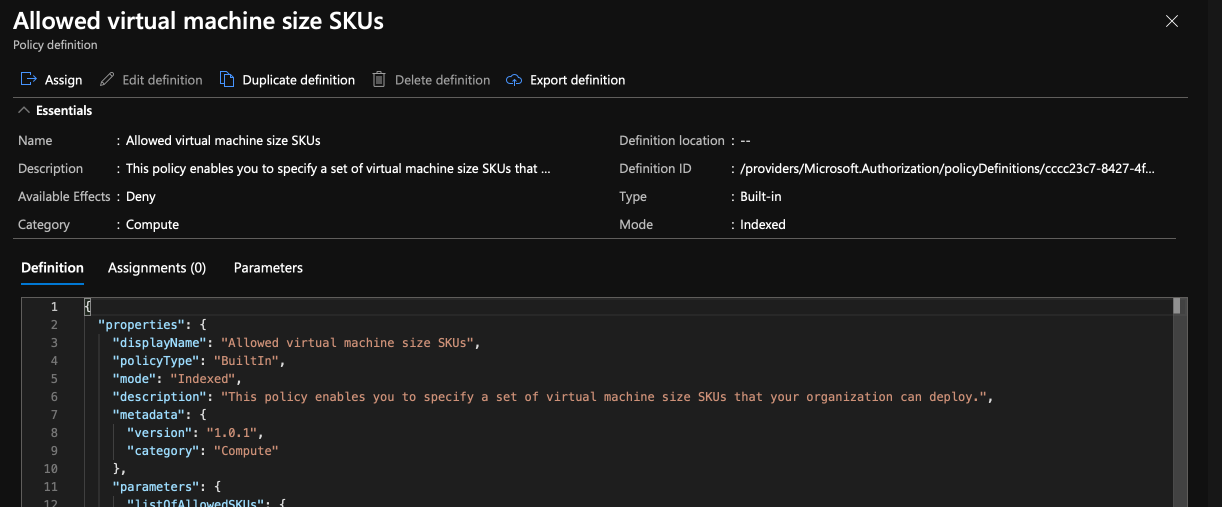 Allowed virtual machine size SKUs
Policy definition
Assign Edit definition Duplicate definition Delete definition Export definition
Essentials
Name : Allowed virtual machine size SKUs Definition location : --
Description : This policy enables you to specify a set of virtual machine size SKUs that ... Definition ID : /providers/Microsoft.Authorization/policyDefinitions/cccc23c7-8427-4f...
Available Effects : Deny Type : Built-in
Category : Compute Mode : Indexed
Definition Assignments (0) Parameters
1 {
2 "properties": {
3 "displayName": "Allowed virtual machine size SKUs",
4 "policyType": "BuiltIn",
5 "mode": "Indexed",
6 "description": "This policy enables you to specify a set of virtual machine size SKUs that your organization can deploy.",
7 "metadata": {
8 "version": "1.0.1",
9 "category": "Compute"
10 },
11 "parameters": {
12 "listOfAllowedSKUs": {